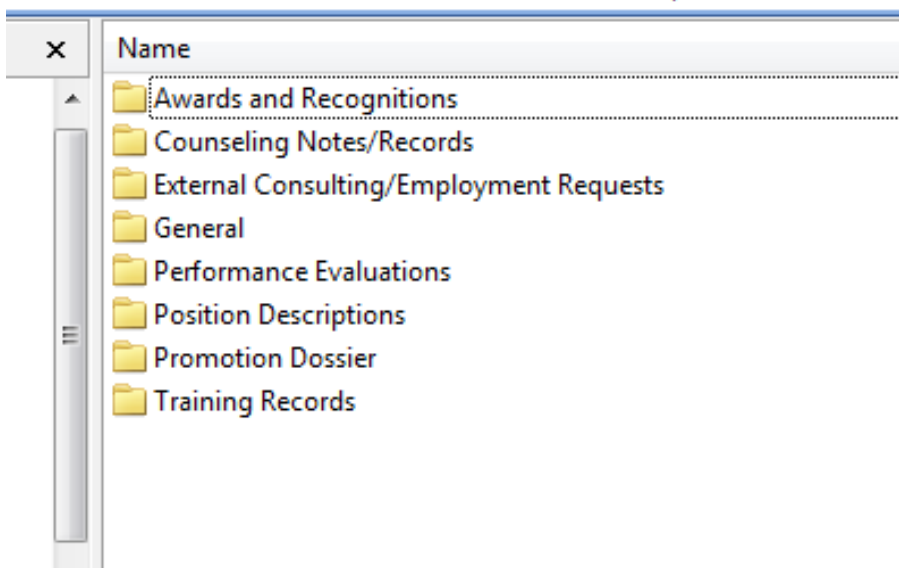 Name
Awards and Recognitions
Counseling Notes/Records
External Consulting/Employment Requests
General
Performance Evaluations
Position Descriptions
Promotion Dossier
Training Records